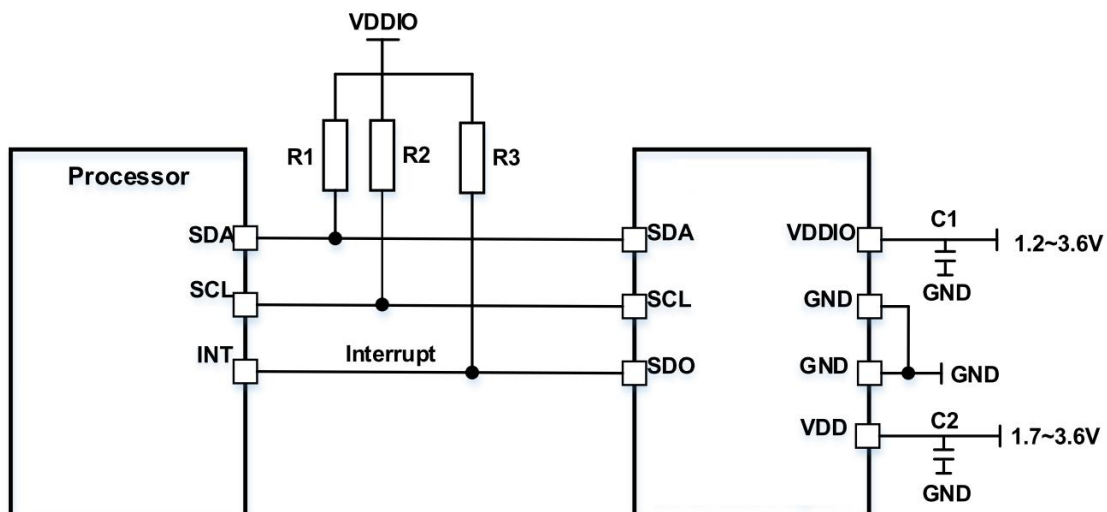 VDDIO
R1
R2
R3
Processor
SDA
SDA
VDDIO
C1
1.2~3.6V
GND
SCL
SCL
GND
INT
Interrupt
SDO
GND
GND
VDD
C2
1.7~3.6V
GND